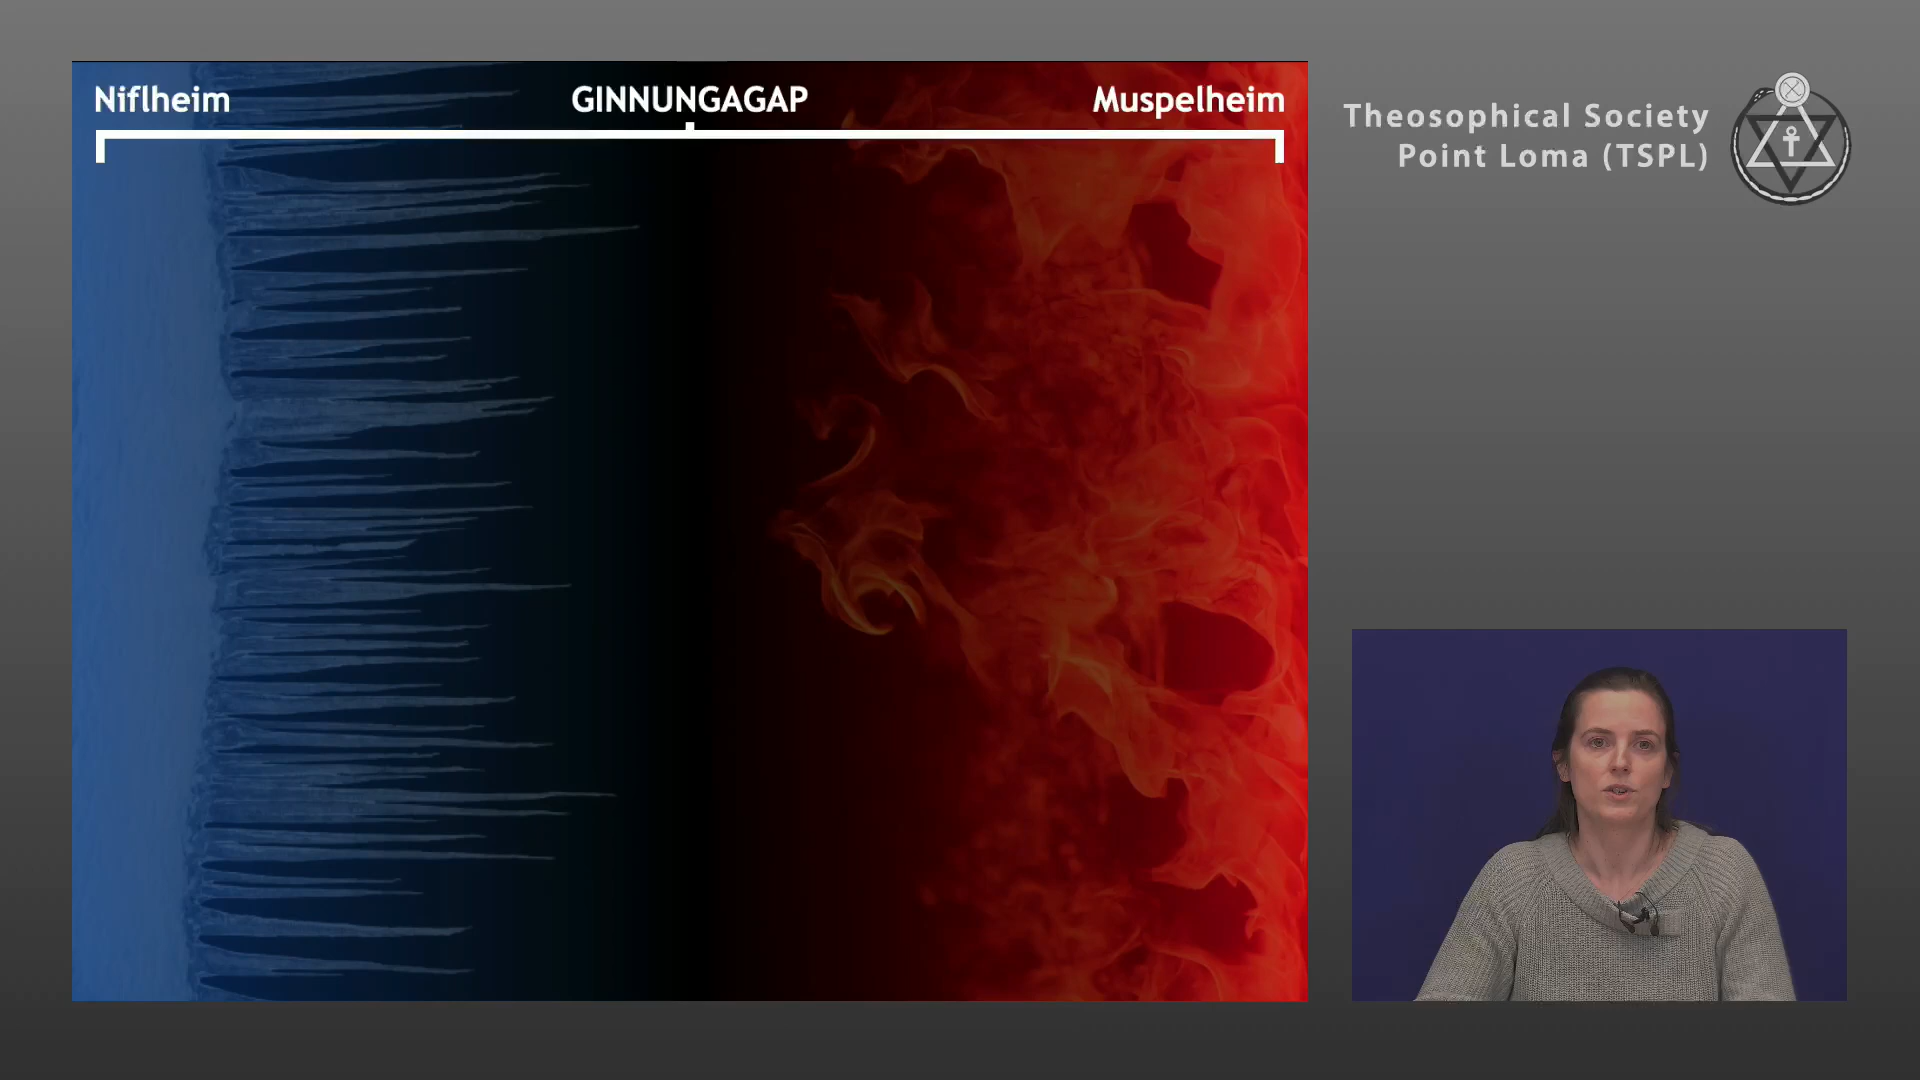 Niflheim
GINNUNGAGAP
Muspelheim
Theosophical Society
Point Loma (TSPL)